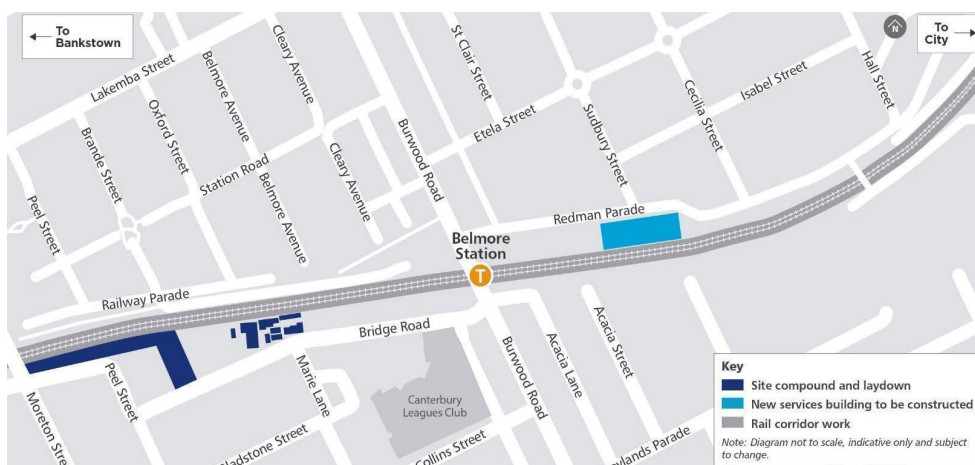 To
Bankstown
N
To
City
Lakemba Street
Oxford Street
Belmore Avenue
Cleary Avenue
St Clair Street
Burwood Road
Etela Street
Sudbury Street
Cecilia Street
Isabel Street
Hall Street
Brande Street
Station Road
Belmore Avenue
Cleary Avenue
Peel Street
Redman Parade
Belmore
Station
T
Railway Parade
Bridge Road
Acacia Street
Acacia Lane
Burwood Road
Marie Lane
Peel Street
Canterbury
Leagues Club
Moreton Stre
ladstone Street
Collins Street
ylands Parade
Key
Site compound and laydown
New services building to be constructed
Rail corridor work
Note: Diagram not to scale, indicative only and subject
to change.